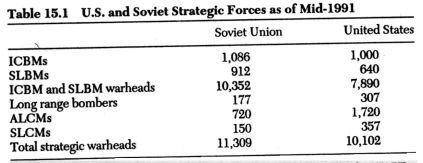 Table 15.1 U.S. and Soviet Strategic Forces as of Mid-1991
Soviet Union United States
ICBMs 1,086 1,000
SLBMs 912 640
ICBM and SLBM warheads 10,352 7,890
Long range bombers 177 307
ALCMs 720 1,720
SLCMs 150 357
Total strategic warheads 11,309 10,102